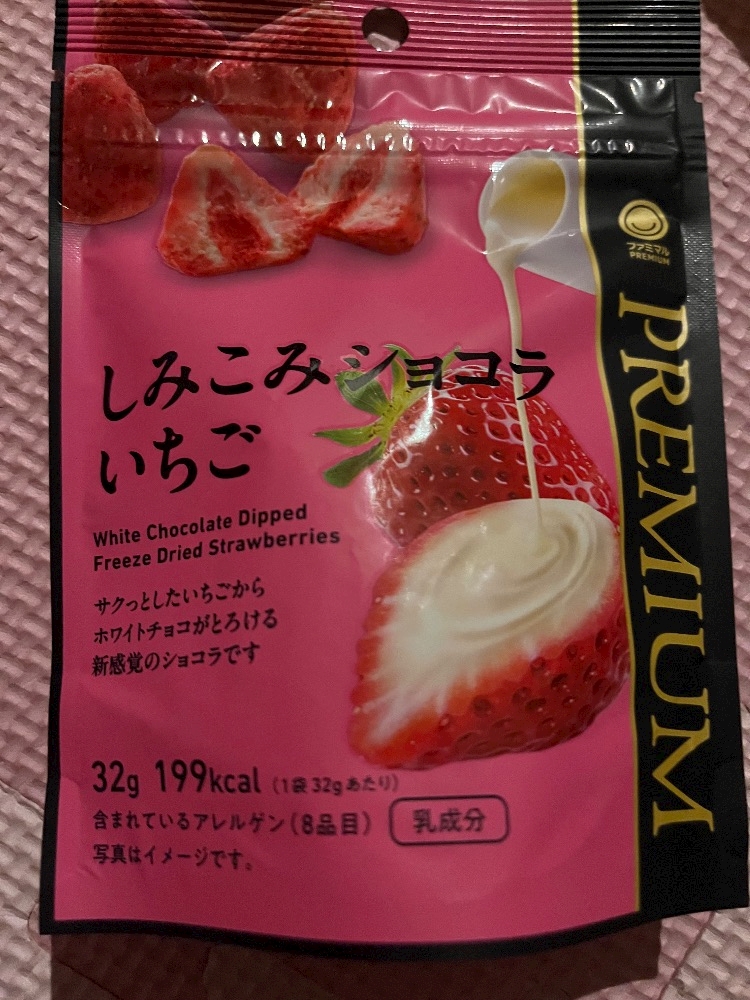 ファミマル
PREMIUM
PREMIUM
しみこみショコラ
いちご
White Chocolate Dipped
Freeze Dried Strawberries
サクっとしたいちごから
ホワイトチョコがとろける
新感覚のショコラです
32g 199kcal (1袋32gあたり)
含まれているアレルゲン(8品目) 乳成分
写真はイメージです。